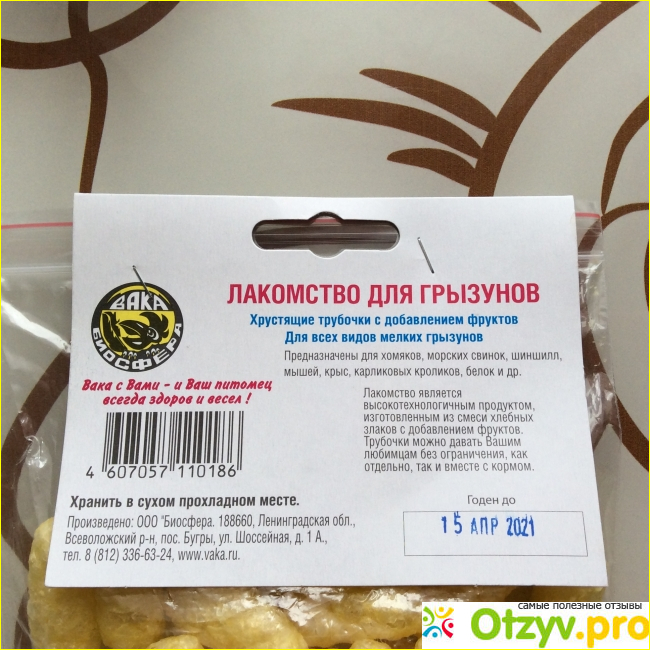 ВАКА
БИОСФЕРА
ЛАКОМСТВО ДЛЯ ГРЫЗУНОВ
Хрустящие трубочки с добавлением фруктов
Для всех видов мелких грызунов
Предназначены для хомяков, морских свинок, шиншилл,
мышей, крыс, карликовых кроликов, белок и др.
Вака с Вами - и Ваш питомец
всегда здоров и весел !
Лакомство является
высокотехнологичным продуктом,
изготовленным из смеси хлебных
злаков с добавлением фруктов.
Трубочки можно давать Вашим
любимцам без ограничения, как
отдельно, так и вместе с кормом.
4 607057 110186
Хранить в сухом прохладном месте.
Произведено: ООО "Биосфера. 188660, Ленинградская обл.,
Всеволожский р-н, пос. Бугры, ул. Шоссейная, д. 1 А.,
тел. 8 (812) 336-63-24, www.vaka.ru.
Годен до
15 АПР 2021
самые полезные отзывы
Otzyv.pro